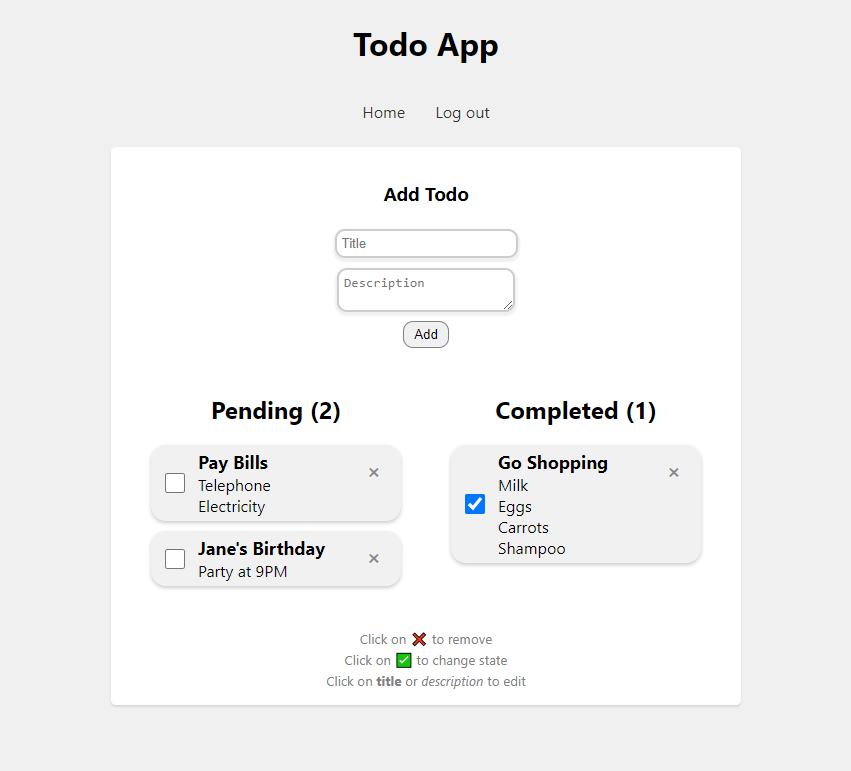 Todo App
Home Log out
Add Todo
Title
Description
Add
Pending (2)
Pay Bills
Telephone
Electricity
Jane's Birthday
Party at 9PM
Completed (1)
Go Shopping
Milk
Eggs
Carrots
Shampoo
Click on ❌ to remove
Click on ✅ to change state
Click on title or description to edit